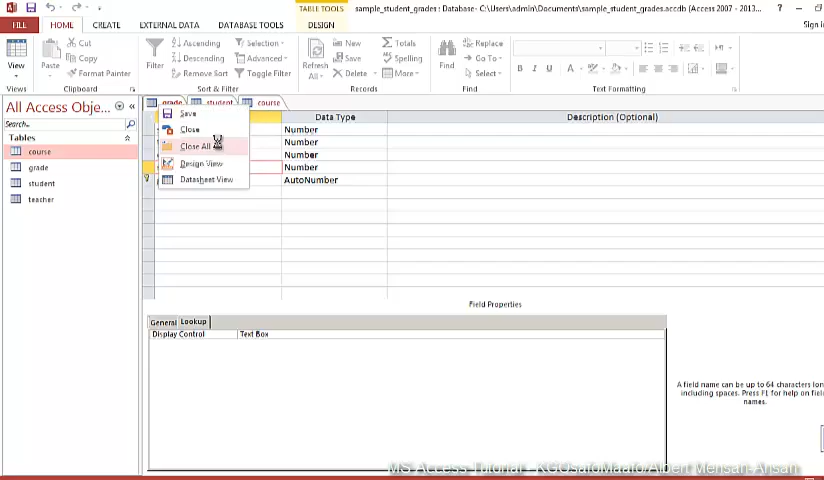 TABLE TOOLS
sample_student_grades : Database- C:\Users\admin\Documents\sample_student_grades.accdb (Access 2007 - 2013...
FILE HOME CREATE EXTERNAL DATA DATABASE TOOLS DESIGN
Sign i
View
Views
Paste
Cut
Copy
Format Painter
Clipboard
Filter
Ascending
Descending
Remove Sort
Selection
Advanced
Toggle Filter
Sort & Filter
Refresh All
New
Save
Delete
Totals
Spelling
More
Records
Find
Replace
Go To
Select
Find
B I U A
Text Formatting
All Access Obje...
Search...
Tables
course
grade
student
teacher
grade student course
Save
Close
Close All
Design View
Datasheet View
Data Type Description (Optional)
Number
Number
Number
Number
AutoNumber
Field Properties
General Lookup
Display Control Text Box
A field name can be up to 64 characters lon
including spaces. Press F1 for help on field
names.
MS Access Tutorial - KGOsafoMaafo/Albert Mensah-Ansah